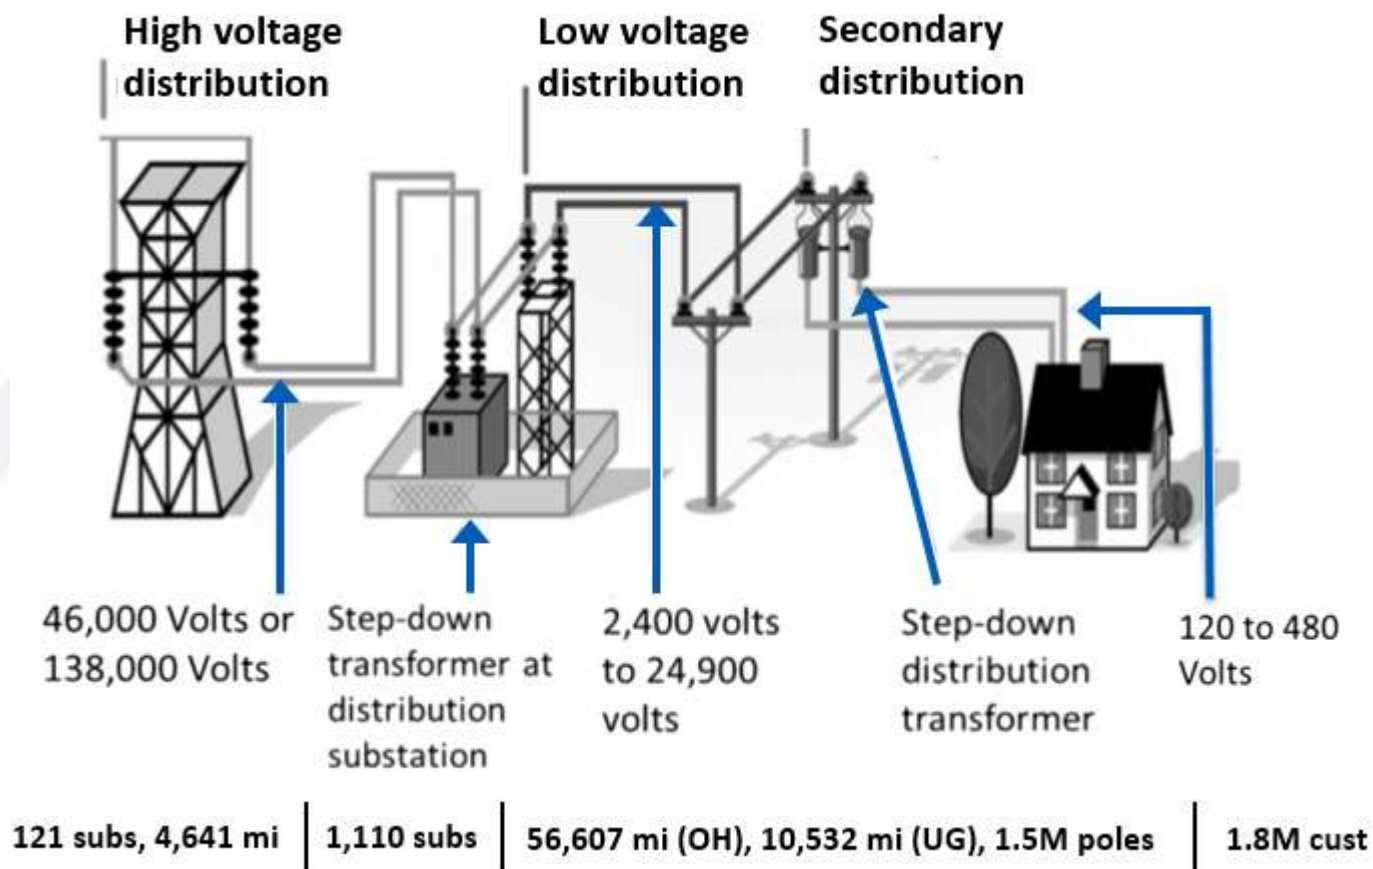 High voltage
distribution
Low voltage
distribution
Secondary
distribution
46,000 Volts or
138,000 Volts
Step-down
transformer at
distribution
substation
2,400 volts
to 24,900
volts
Step-down
distribution
transformer
120 to 480
Volts
121 subs, 4,641 mi
1,110 subs
56,607 mi (OH), 10,532 mi (UG), 1.5M poles
1.8M cust